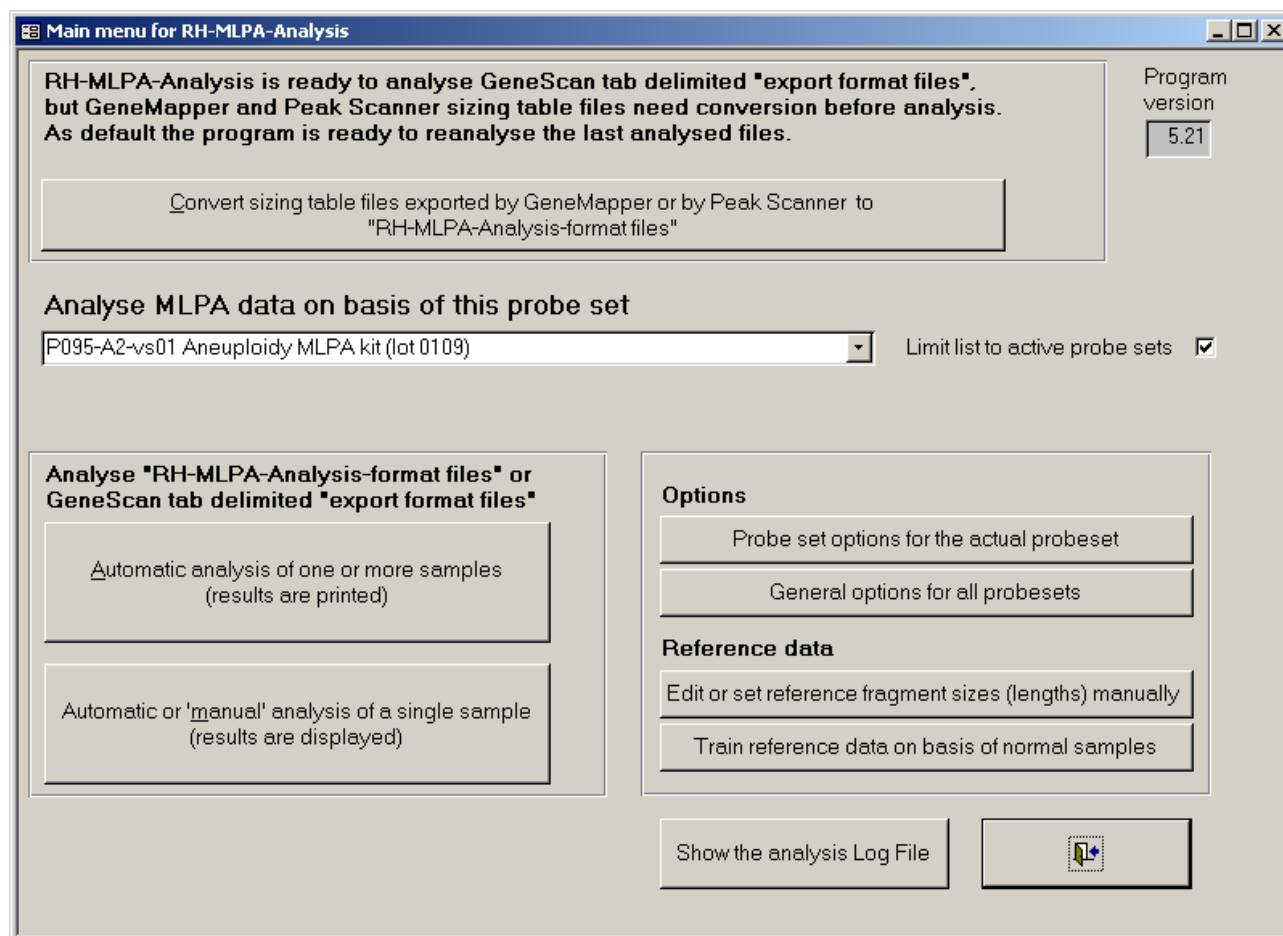 Main menu for RH-MLPA-Analysis
RH-MLPA-Analysis is ready to analyse GeneScan tab delimited "export format files",
but GeneMapper and Peak Scanner sizing table files need conversion before analysis.
As default the program is ready to reanalyse the last analysed files.
Program
version
5.21
Convert sizing table files exported by GeneMapper or by Peak Scanner to
"RH-MLPA-Analysis-format files"
Analyse MLPA data on basis of this probe set
P095-A2-vs01 Aneuploidy MLPA kit (lot 0109)
Limit list to active probe sets
Analyse "RH-MLPA-Analysis-format files" or
GeneScan tab delimited "export format files"
Automatic analysis of one or more samples
(results are printed)
Automatic or 'manual' analysis of a single sample
(results are displayed)
Options
Probe set options for the actual probeset
General options for all probesets
Reference data
Edit or set reference fragment sizes (lengths) manually
Train reference data on basis of normal samples
Show the analysis Log File